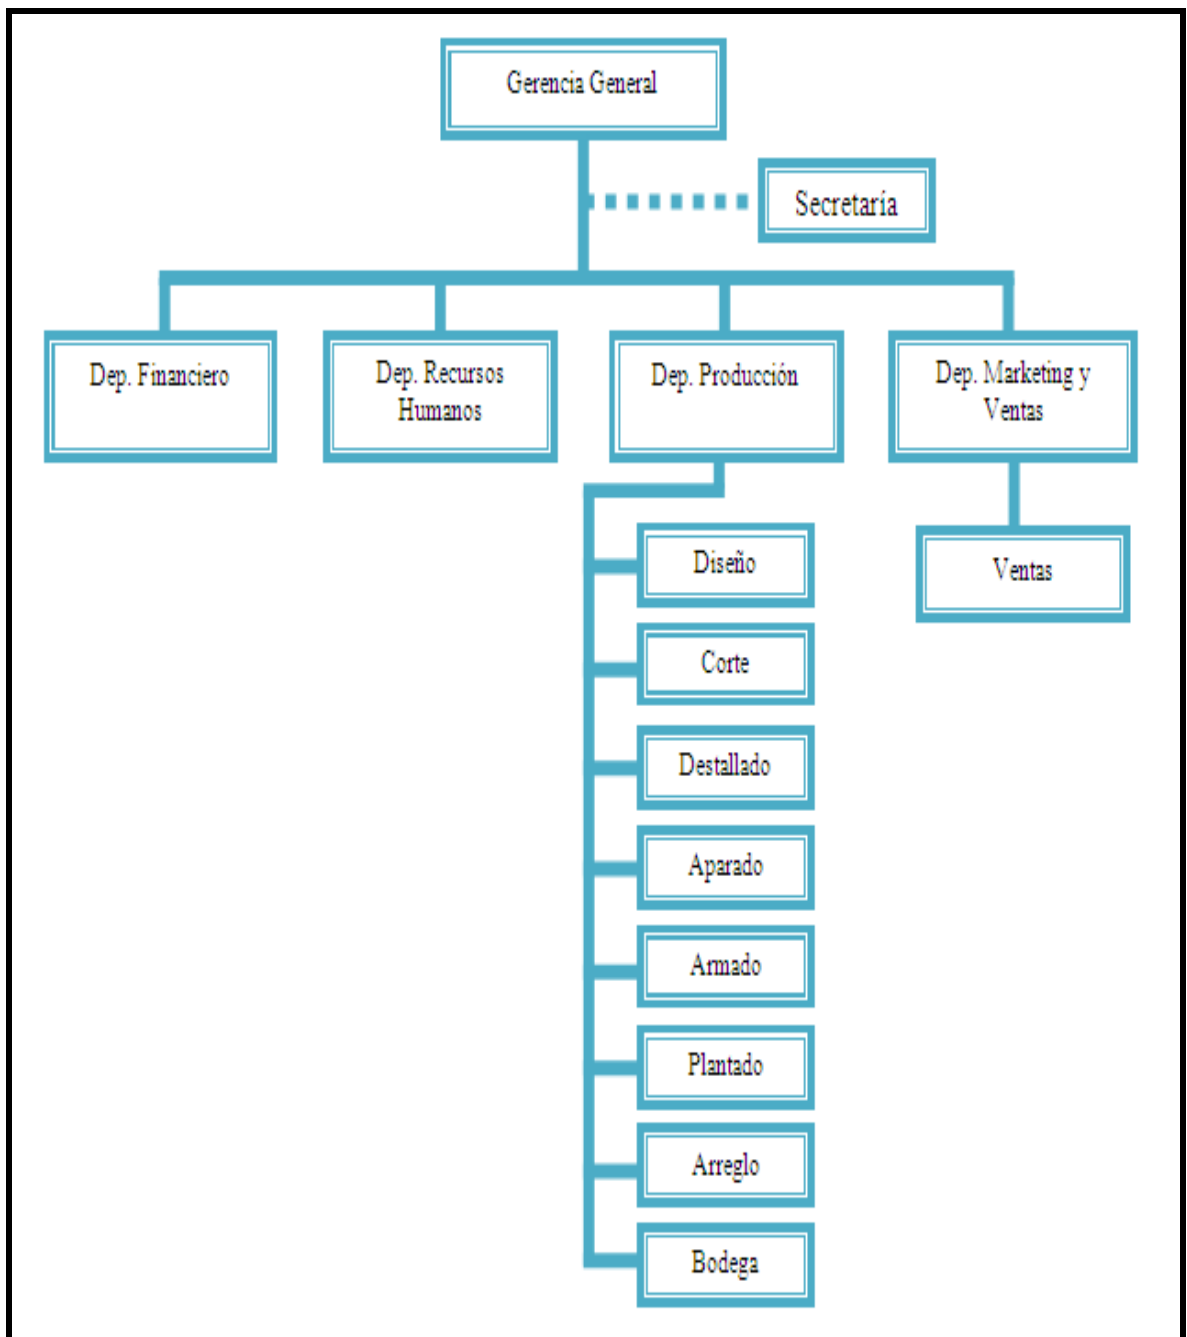 Gerencia General
Secretaría
Dep. Financiero
Dep. Recursos
Humanos
Dep. Producción
Dep. Marketing y
Ventas
Diseño
Corte
Destallado
Aparado
Armado
Plantado
Arreglo
Bodega
Ventas